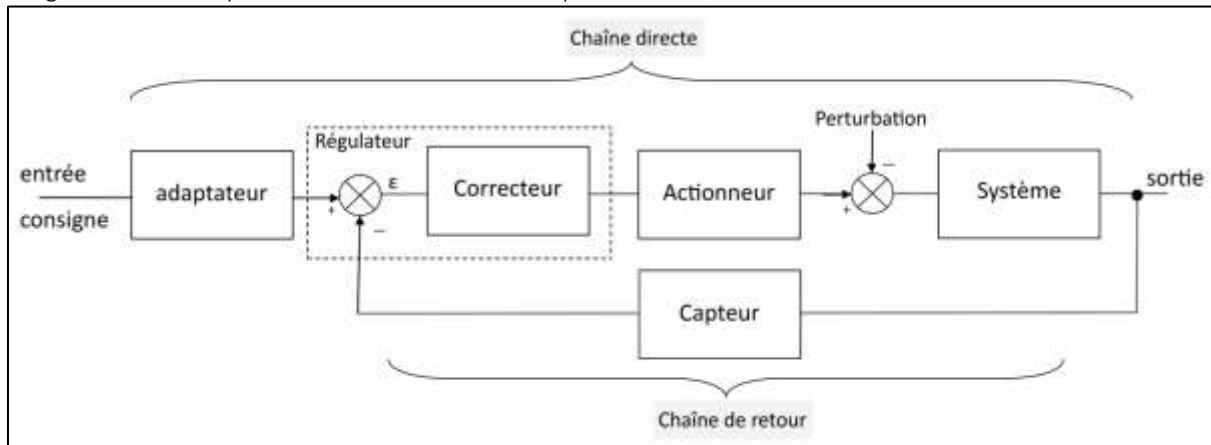 Chaîne directe
Perturbation
Régulateur
entrée
consigne
adaptateur
+
−
ε
Correcteur
Actionneur
−
+
Système
sortie
Capteur
Chaîne de retour